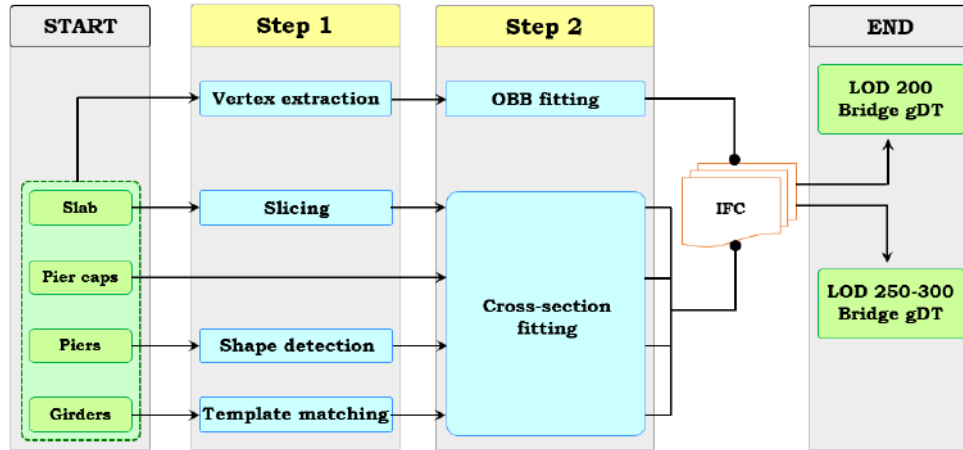 START
Step 1
Step 2
END
Vertex extraction
OBB fitting
LOD 200
Bridge gDT
Slab
Slicing
IFC
Pier caps
Cross-section
fitting
LOD 250-300
Bridge gDT
Piers
Shape detection
Girders
Template matching